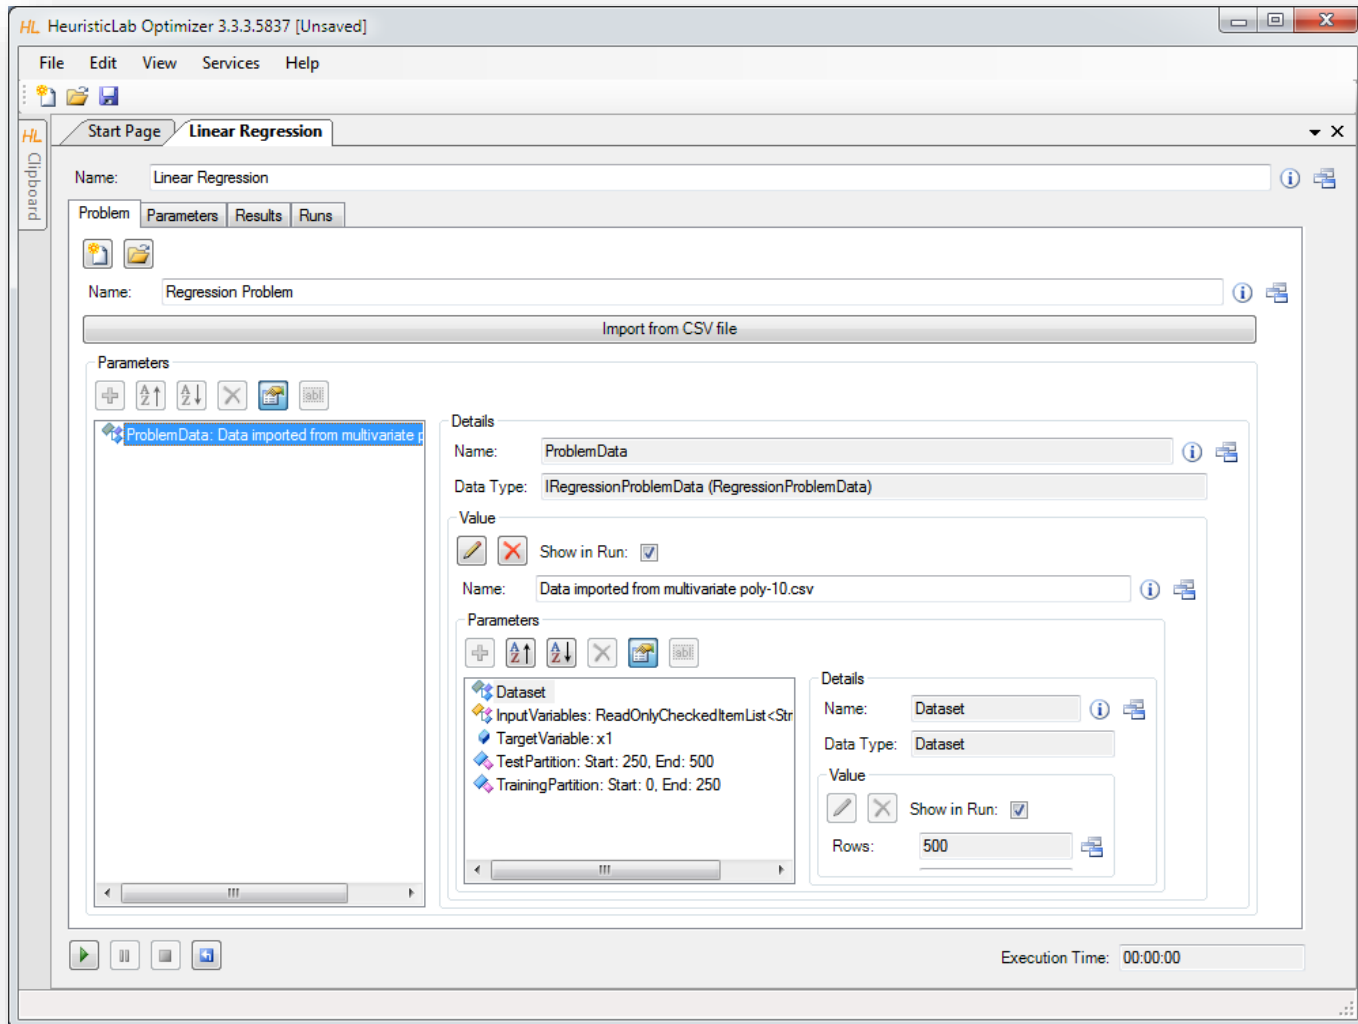 HL HeuristicLab Optimizer 3.3.3.5837 [Unsaved]
File Edit View Services Help
HL Clipboard
Start Page Linear Regression
Name: Linear Regression
Problem Parameters Results Runs
Name: Regression Problem
Import from CSV file
Parameters
ProblemData: Data imported from multivariate p
Details
Name: ProblemData
Data Type: IRegressionProblemData (RegressionProblemData)
Value
Show in Run:
Name: Data imported from multivariate poly-10.csv
Parameters
Dataset
InputVariables: ReadOnlyCheckedItemList<Str
TargetVariable: x1
TestPartition: Start: 250, End: 500
TrainingPartition: Start: 0, End: 250
Details
Name: Dataset
Data Type: Dataset
Value
Show in Run:
Rows: 500
Execution Time: 00:00:00